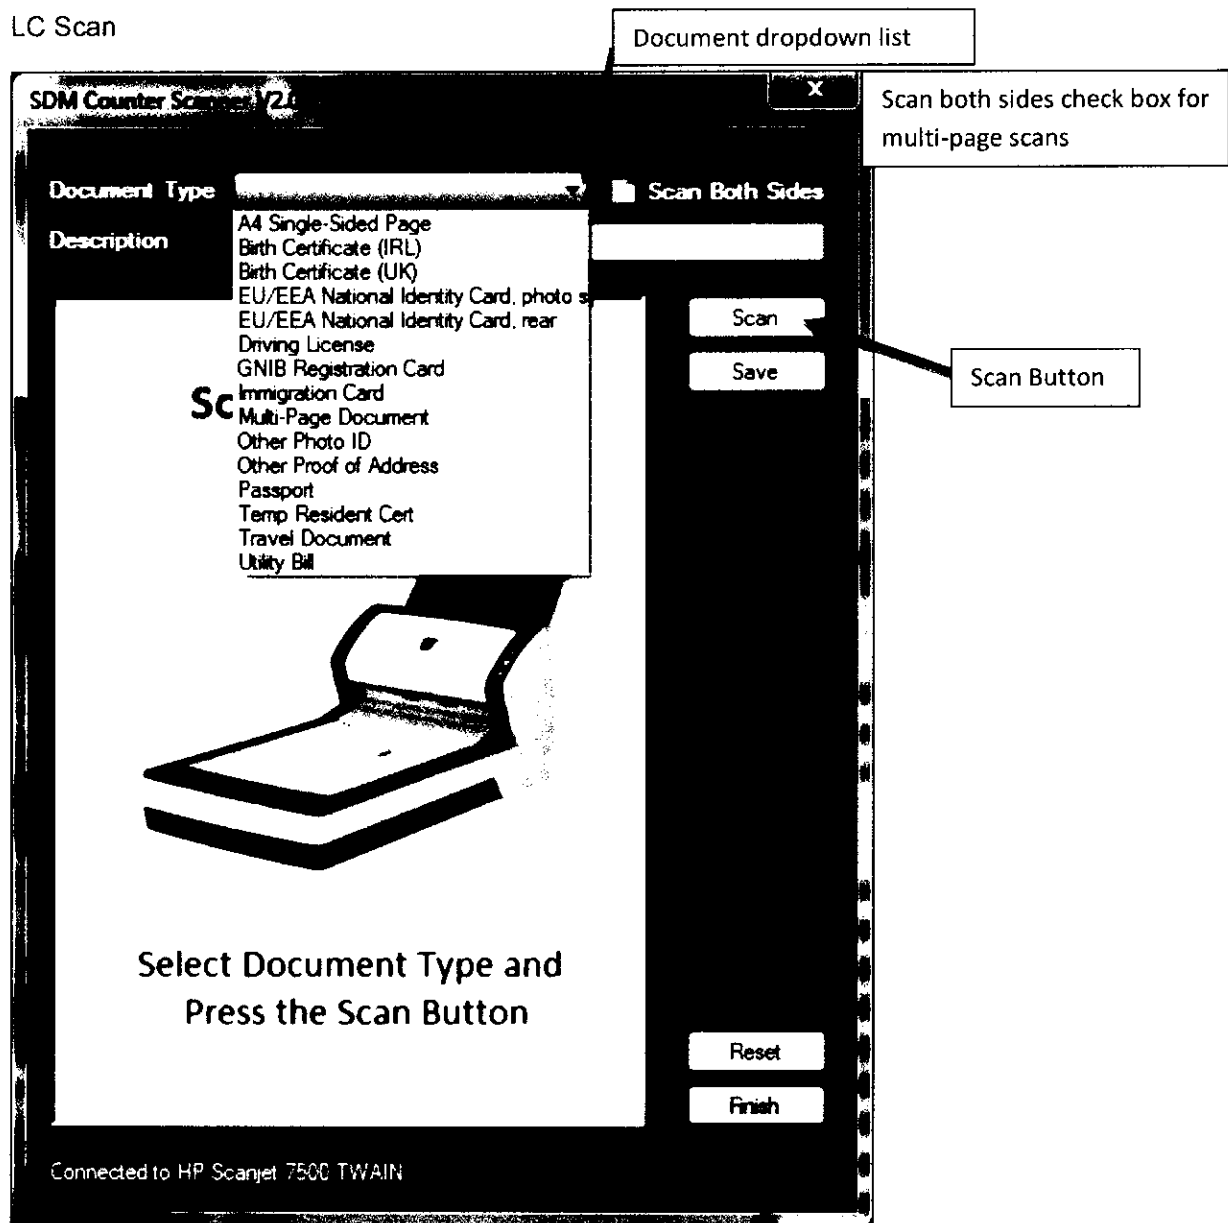 LC Scan
Document dropdown list
SDM Counter Scanner V2.0
X
Scan both sides check box for
multi-page scans
Document Type
Scan Both Sides
Description
A4 Single-Sided Page
Birth Certificate (IRL)
Birth Certificate (UK)
EU/EEA National Identity Card, photo s
EU/EEA National Identity Card, rear
Driving License
GNIB Registration Card
Immigration Card
Multi-Page Document
Other Photo ID
Other Proof of Address
Passport
Temp Resident Cert
Travel Document
Utility Bill
Scan
Save
Scan Button
Sc
Select Document Type and
Press the Scan Button
Reset
Finish
Connected to HP Scanjet 7500 TWAIN